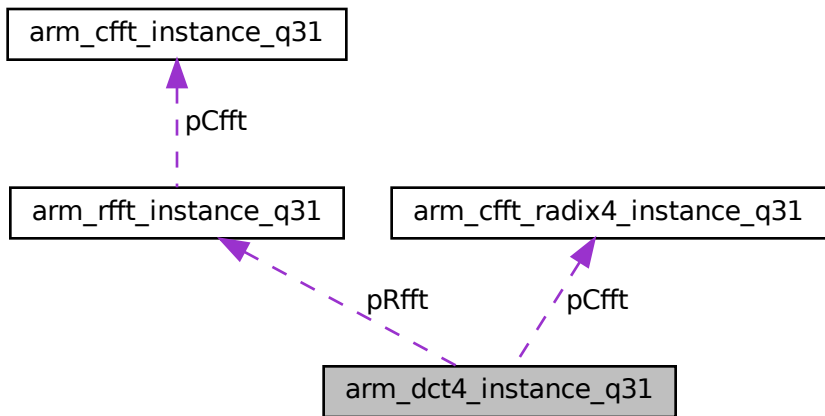 arm_cfft_instance_q31
pCfft
arm_rfft_instance_q31
arm_cfft_radix4_instance_q31
pRfft
pCfft
arm_dct4_instance_q31